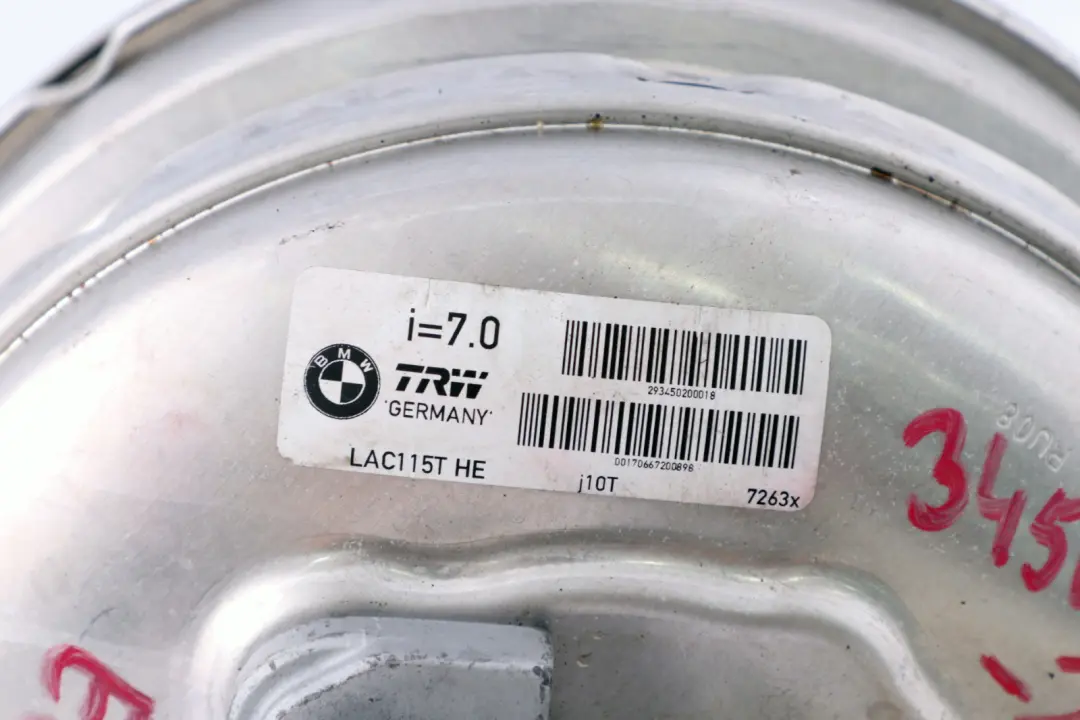 i=7.0
BMW
TRW
GERMANY
LAC115T HE
293450200018
00170667200898
j10T
7263x
345